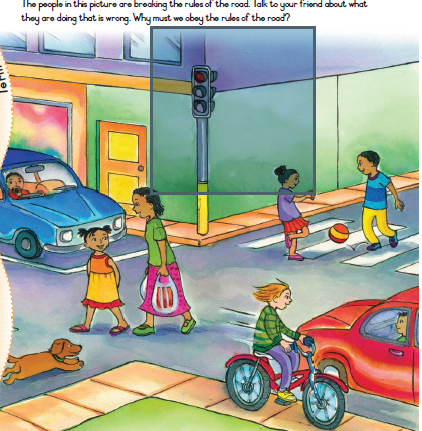 The people in this picture are breaking the rules of the road. Talk to your friend about what
they are doing that is wrong. Why must we obey the rules of the road?